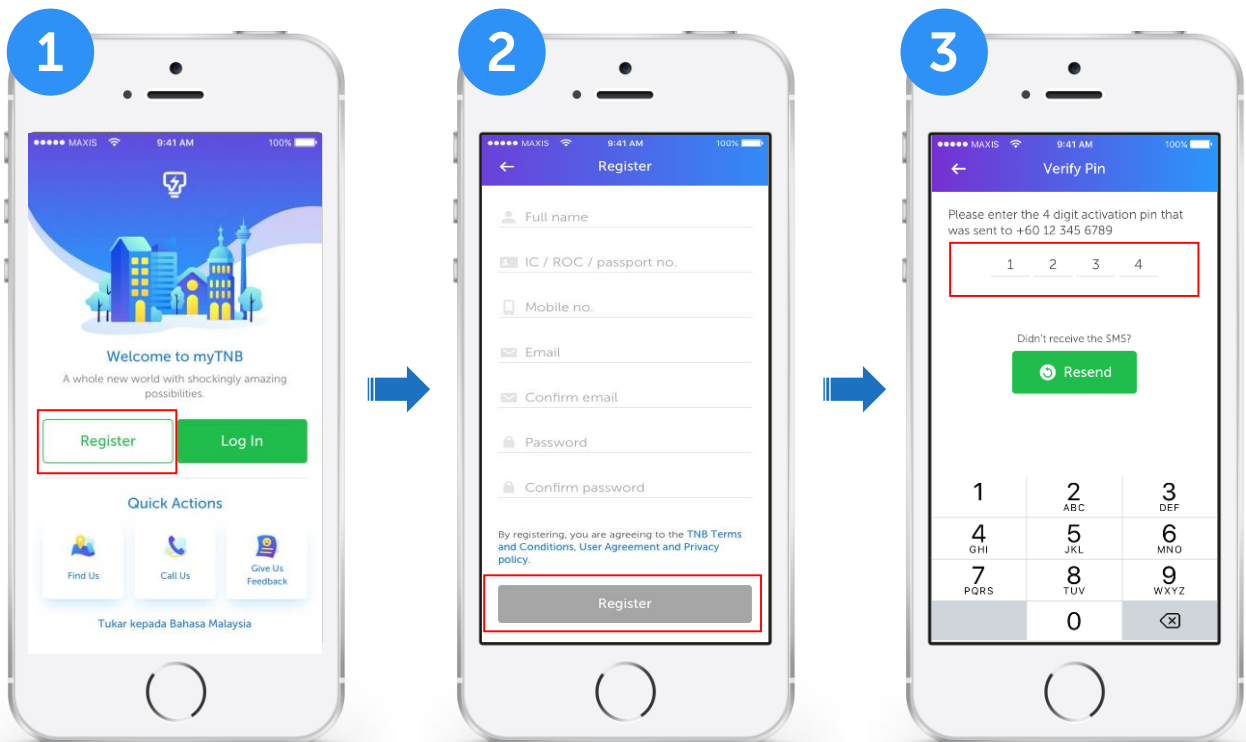 1
MAXIS 9:41 AM 100%
Welcome to myTNB
A whole new world with shockingly amazing
possibilities.
Register
Log In
Quick Actions
Find Us
Call Us
Give Us
Feedback
Tukar kepada Bahasa Malaysia
2
MAXIS 9:41 AM 100%
Register
Full name
IC / ROC / passport no.
Mobile no.
Email
Confirm email
Password
Confirm password
By registering, you are agreeing to the TNB Terms
and Conditions, User Agreement and Privacy
policy.
Register
3
MAXIS 9:41 AM 100%
Verify Pin
Please enter the 4 digit activation pin that
was sent to +60 12 345 6789
1 2 3 4
Didn't receive the SMS?
Resend
1 2 3
ABC DEF
4 5 6
GHI JKL MNO
7 8 9
PQRS TUV WXYZ
0